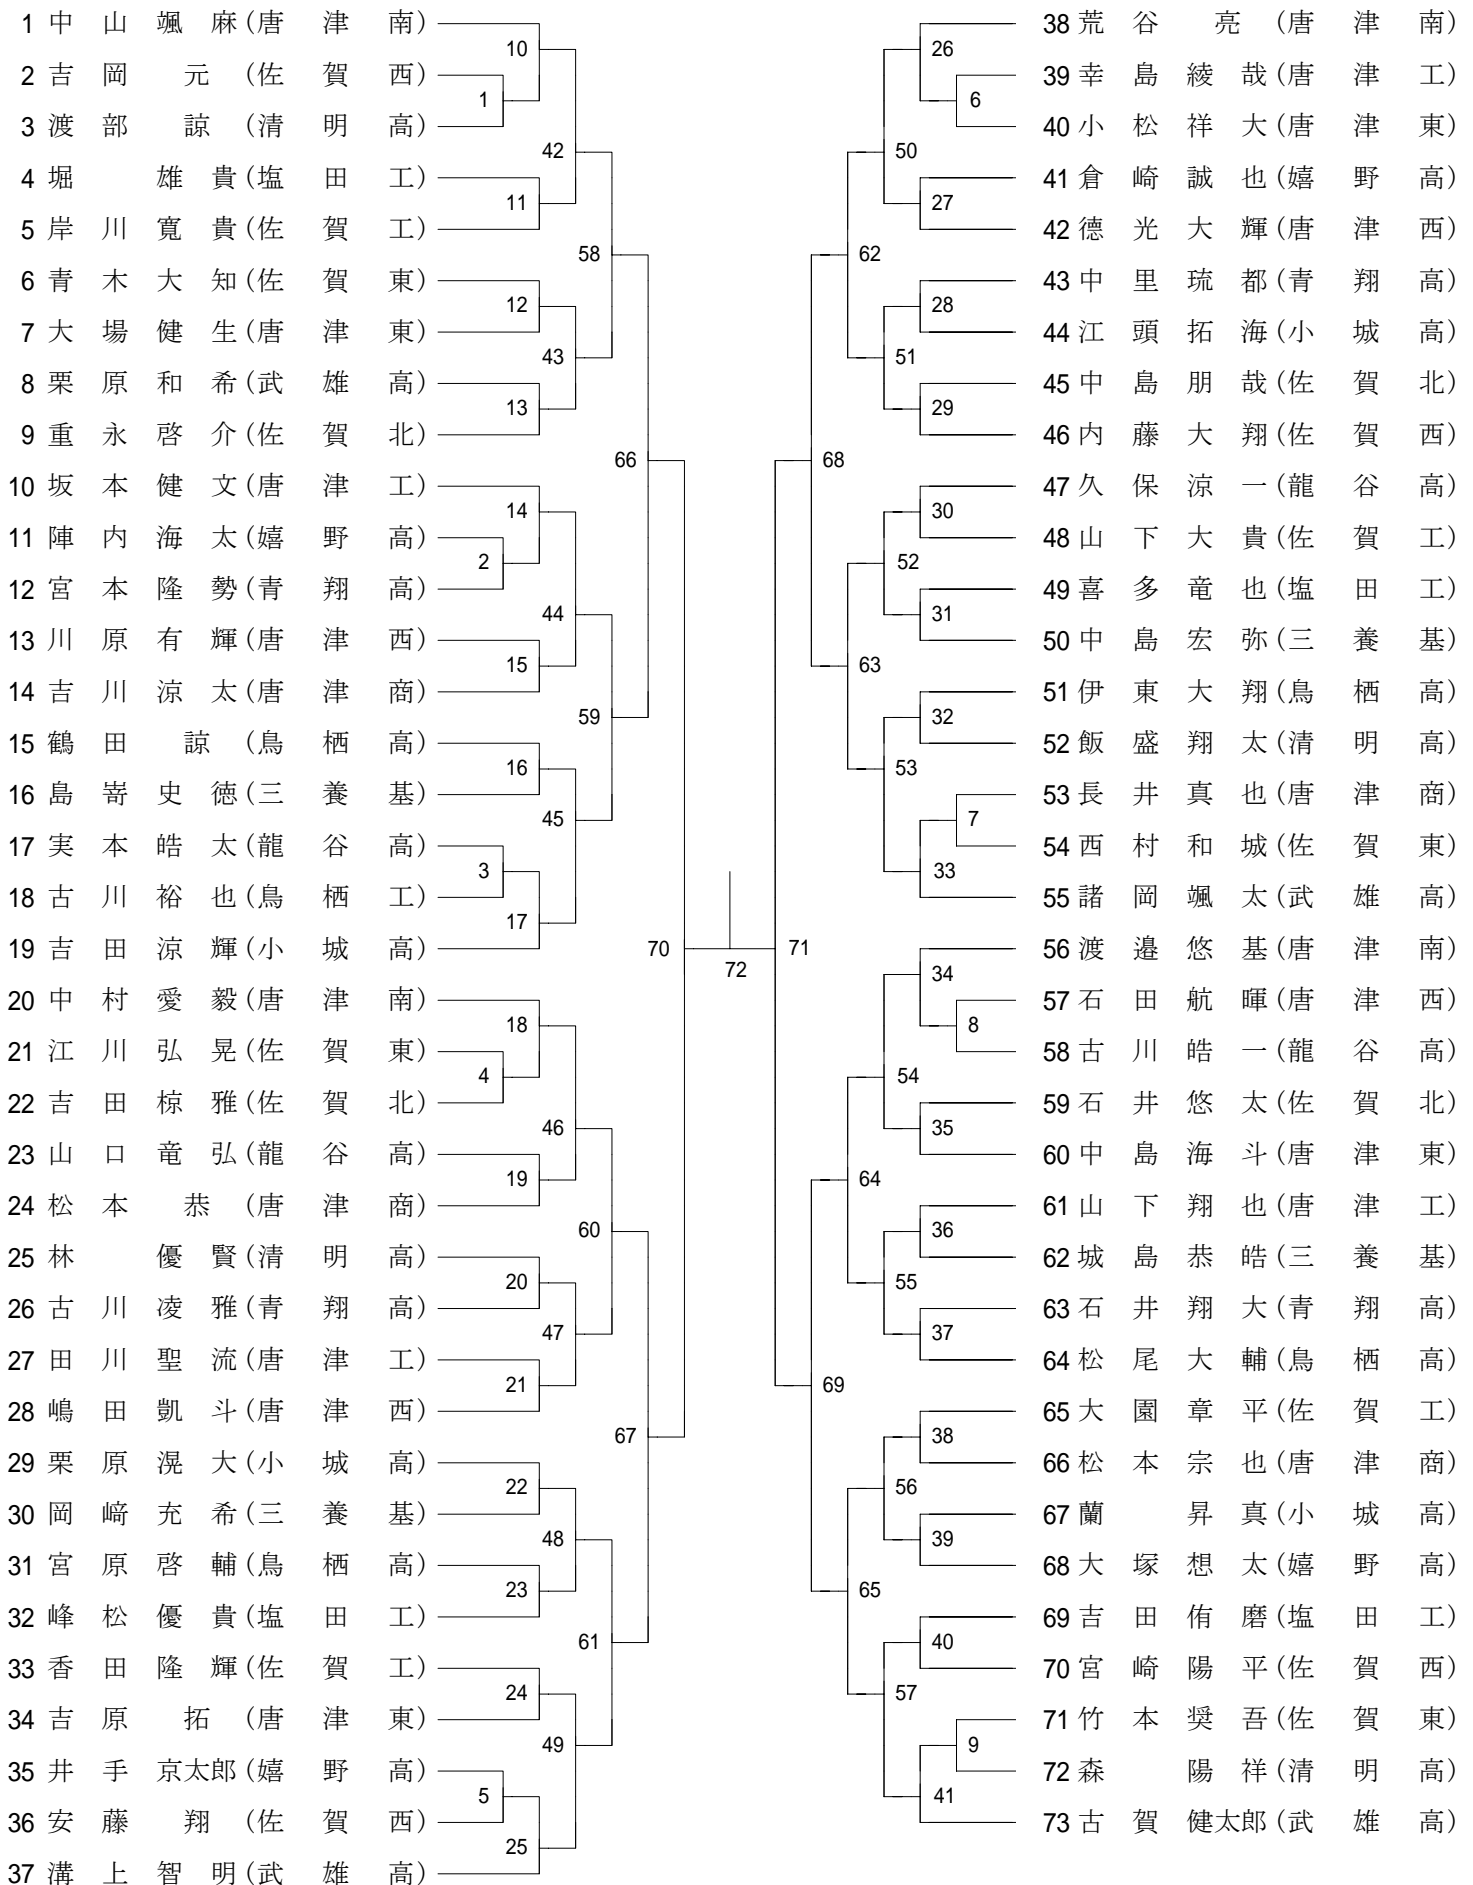 1 中山颯麻(唐津南)
2 吉岡元(佐賀西)
3 渡部諒(清明高)
4 堀雄貴(塩田工)
5 岸川寛貴(佐賀工)
6 青木大知(佐賀東)
7 大場健生(唐津東)
8 栗原和希(武雄高)
9 重永啓介(佐賀北)
10 坂本健文(唐津工)
11 陣内海太(嬉野高)
12 宮本隆勢(青翔高)
13 川原有輝(唐津西)
14 吉川涼太(唐津商)
15 鶴田諒(鳥栖高)
16 島嵜史徳(三養基)
17 実本皓太(龍谷高)
18 古川裕也(鳥栖工)
19 吉田涼輝(小城高)
20 中村愛毅(唐津南)
21 江川弘晃(佐賀東)
22 吉田椋雅(佐賀北)
23 山口竜弘(龍谷高)
24 松本恭(唐津商)
25 林優賢(清明高)
26 古川凌雅(青翔高)
27 田川聖流(唐津工)
28 嶋田凱斗(唐津西)
29 栗原滉大(小城高)
30 岡﨑充希(三養基)
31 宮原啓輔(鳥栖高)
32 峰松優貴(塩田工)
33 香田隆輝(佐賀工)
34 吉原拓(唐津東)
35 井手京太郎(嬉野高)
36 安藤翔(佐賀西)
37 溝上智明(武雄高)
10
1
42
11
58
12
43
13
66
14
2
44
15
59
16
45
3
17
70
18
4
46
19
60
20
47
21
67
22
48
23
61
24
49
5
25
72
71
26
6
50
27
62
28
51
29
68
30
52
31
63
32
53
7
33
34
8
54
35
64
36
55
37
69
38
56
39
65
40
57
9
41
38 荒谷亮(唐津南)
39 幸島綾哉(唐津工)
40 小松祥大(唐津東)
41 倉崎誠也(嬉野高)
42 德光大輝(唐津西)
43 中里琉都(青翔高)
44 江頭拓海(小城高)
45 中島朋哉(佐賀北)
46 内藤大翔(佐賀西)
47 久保涼一(龍谷高)
48 山下大貴(佐賀工)
49 喜多竜也(塩田工)
50 中島宏弥(三養基)
51 伊東大翔(鳥栖高)
52 飯盛翔太(清明高)
53 長井真也(唐津商)
54 西村和城(佐賀東)
55 諸岡颯太(武雄高)
56 渡邉悠基(唐津南)
57 石田航暉(唐津西)
58 古川皓一(龍谷高)
59 石井悠太(佐賀北)
60 中島海斗(唐津東)
61 山下翔也(唐津工)
62 城島恭皓(三養基)
63 石井翔大(青翔高)
64 松尾大輔(鳥栖高)
65 大園章平(佐賀工)
66 松本宗也(唐津商)
67 蘭昇真(小城高)
68 大塚想太(嬉野高)
69 吉田侑磨(塩田工)
70 宮崎陽平(佐賀西)
71 竹本奨吾(佐賀東)
72 森陽祥(清明高)
73 古賀健太郎(武雄高)